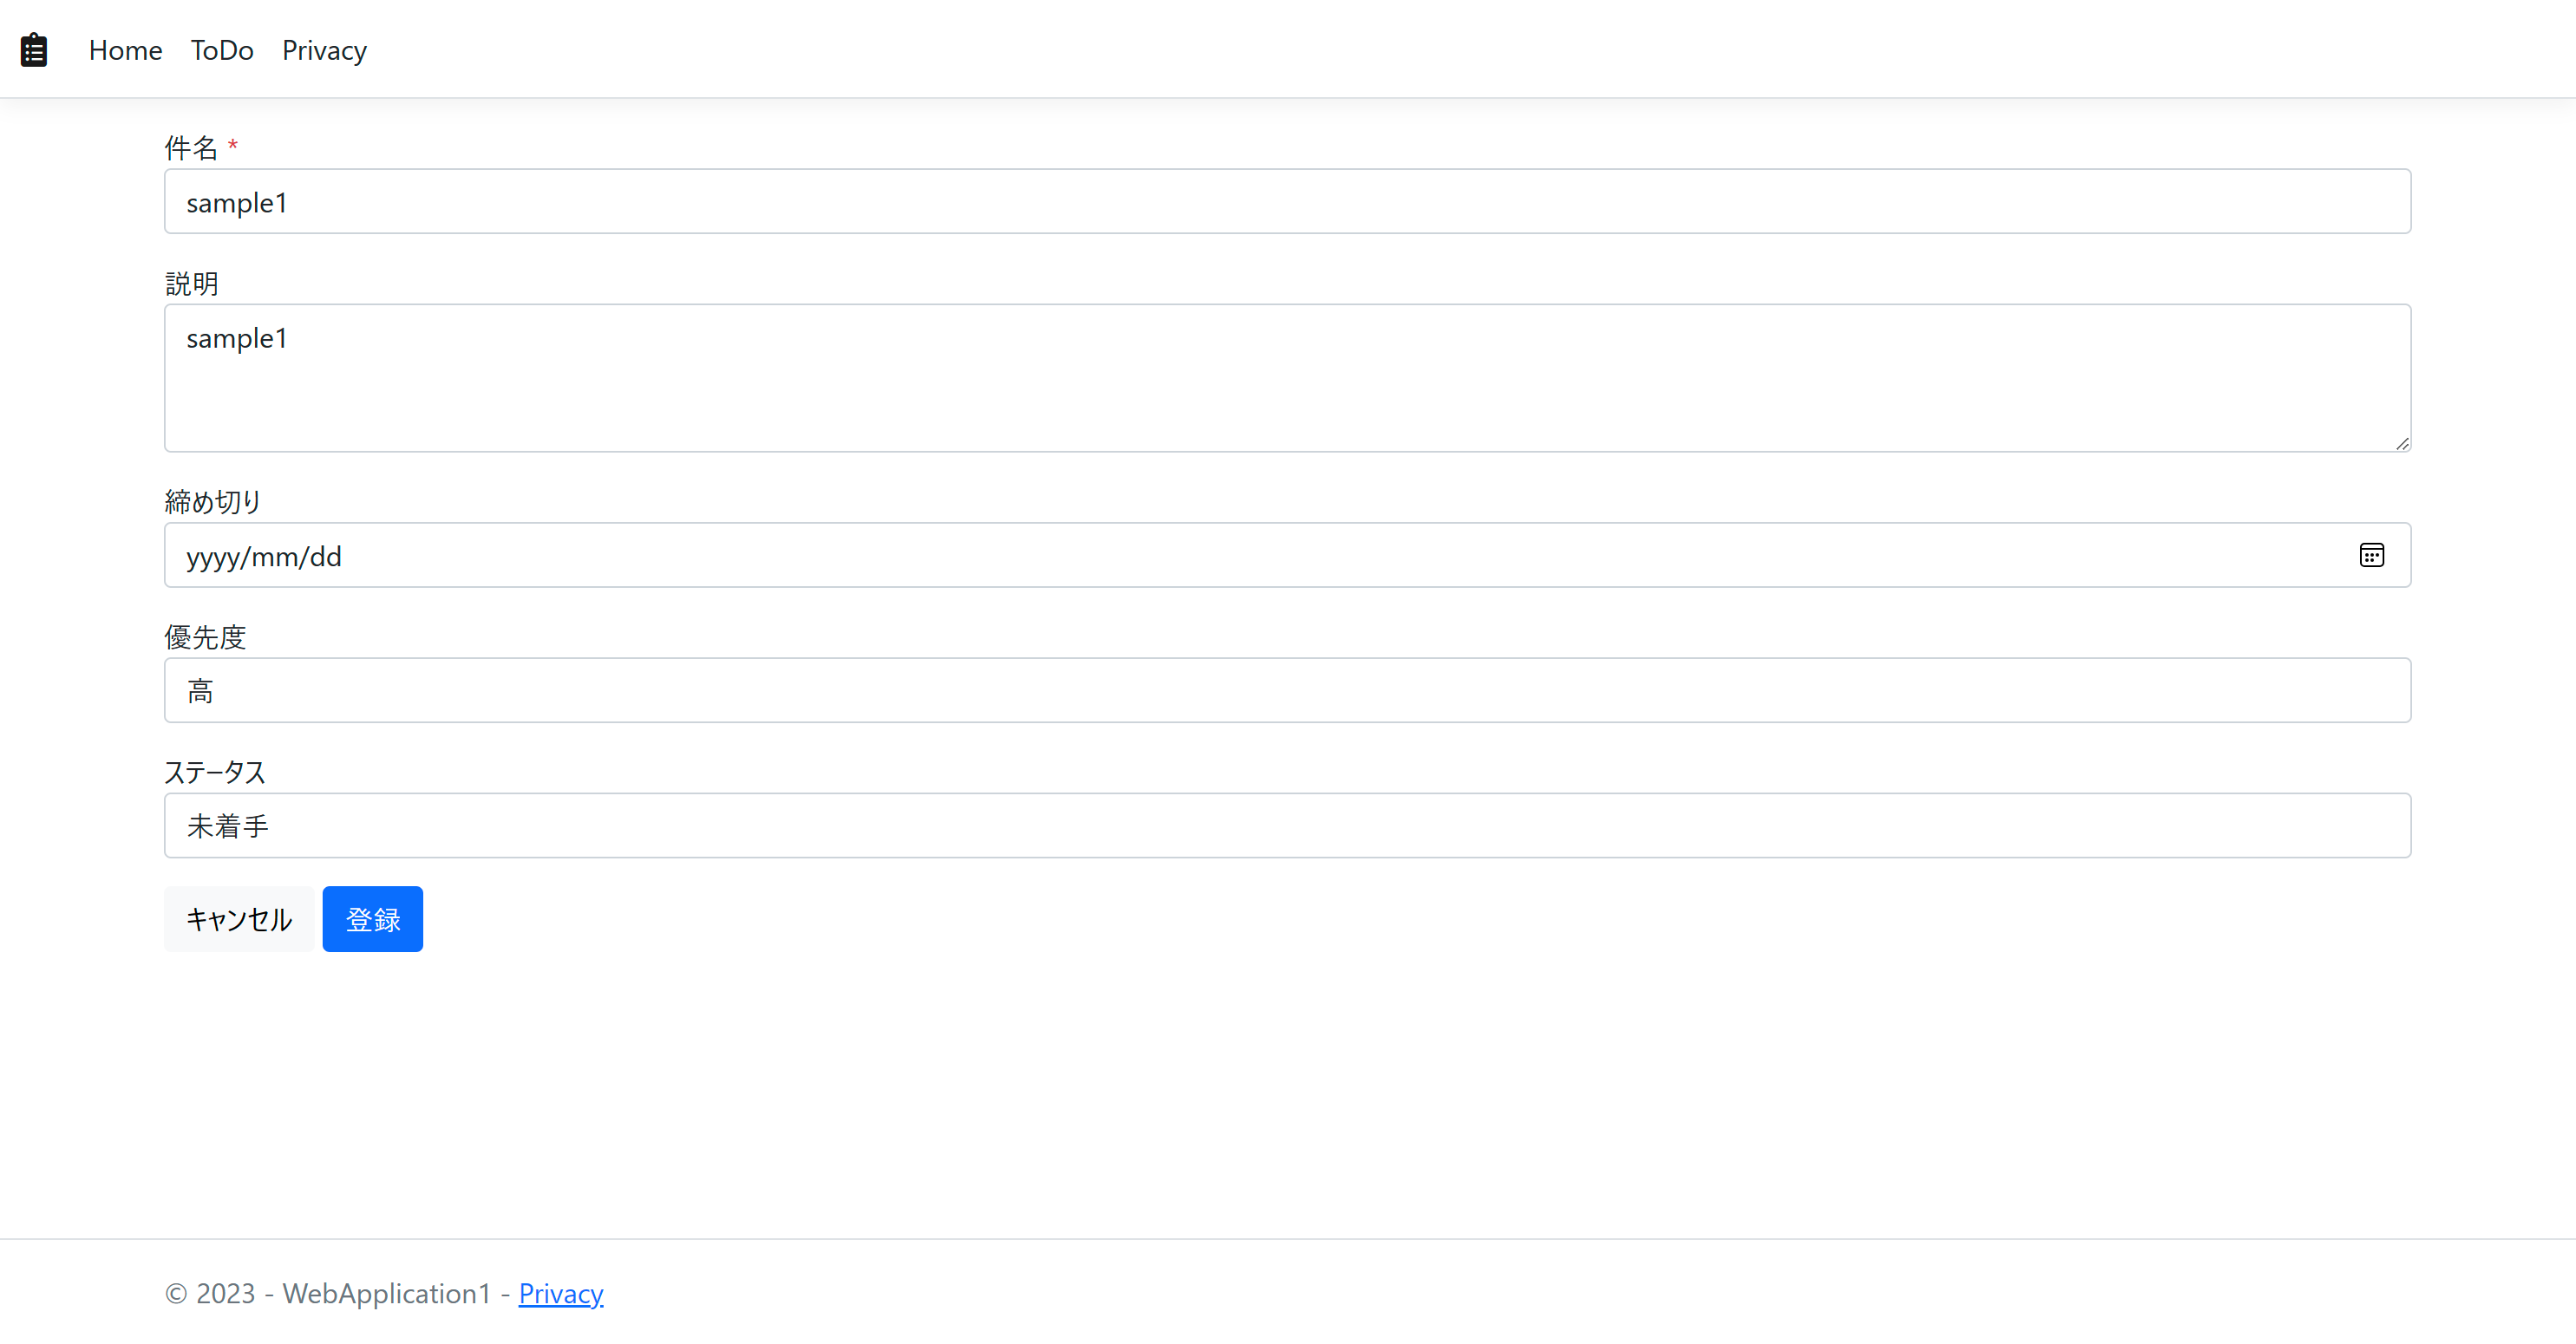 Home ToDo Privacy
件名 *
sample1
説明
sample1
締め切り
yyyy/mm/dd
優先度
高
ステータス
未着手
キャンセル 登録
© 2023 - WebApplication1 - Privacy